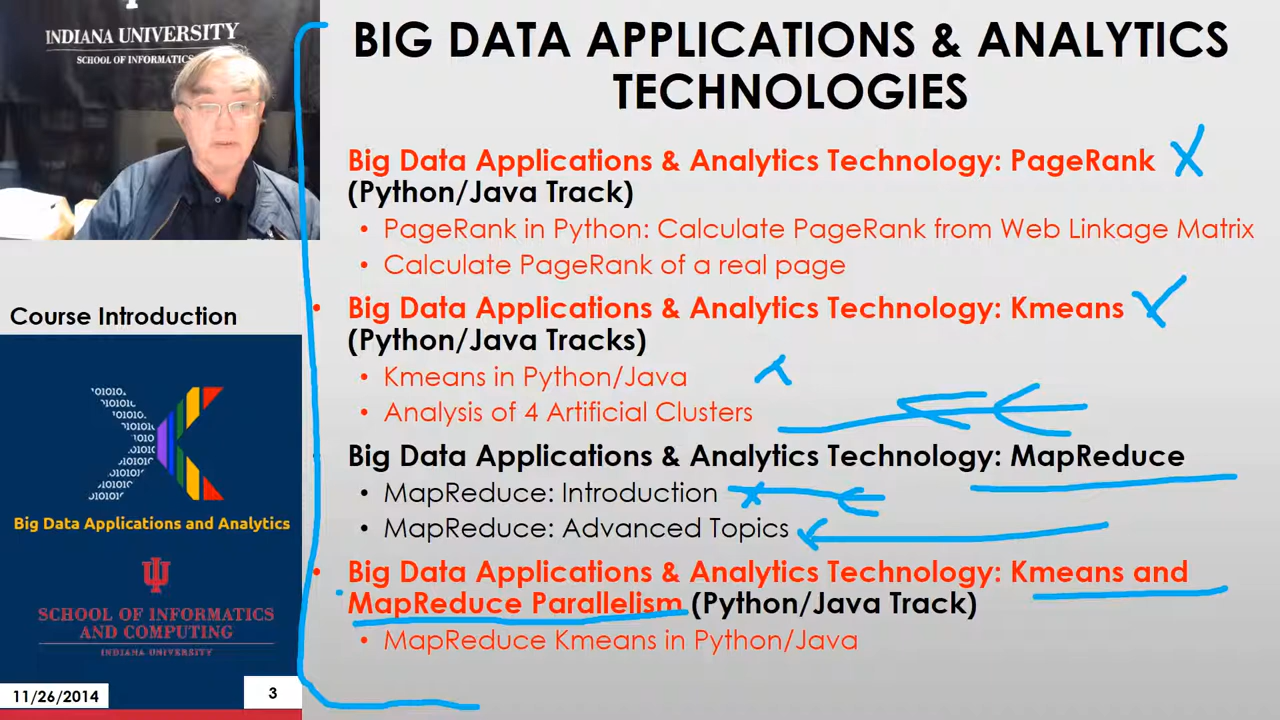 INDIANA UNIVERSITY
SCHOOL OF INFORMATICS
BIG DATA APPLICATIONS & ANALYTICS
TECHNOLOGIES
Big Data Applications & Analytics Technology: PageRank
(Python/Java Track)
• PageRank in Python: Calculate PageRank from Web Linkage Matrix
• Calculate PageRank of a real page
• Big Data Applications & Analytics Technology: Kmeans
(Python/Java Tracks)
• Kmeans in Python/Java
• Analysis of 4 Artificial Clusters
• Big Data Applications & Analytics Technology: MapReduce
• MapReduce: Introduction
• MapReduce: Advanced Topics
• Big Data Applications & Analytics Technology: Kmeans and
MapReduce Parallelism (Python/Java Track)
• MapReduce Kmeans in Python/Java
Course Introduction
Big Data Applications and Analytics
SCHOOL OF INFORMATICS
AND COMPUTING
INDIANA UNIVERSITY
11/26/2014
3